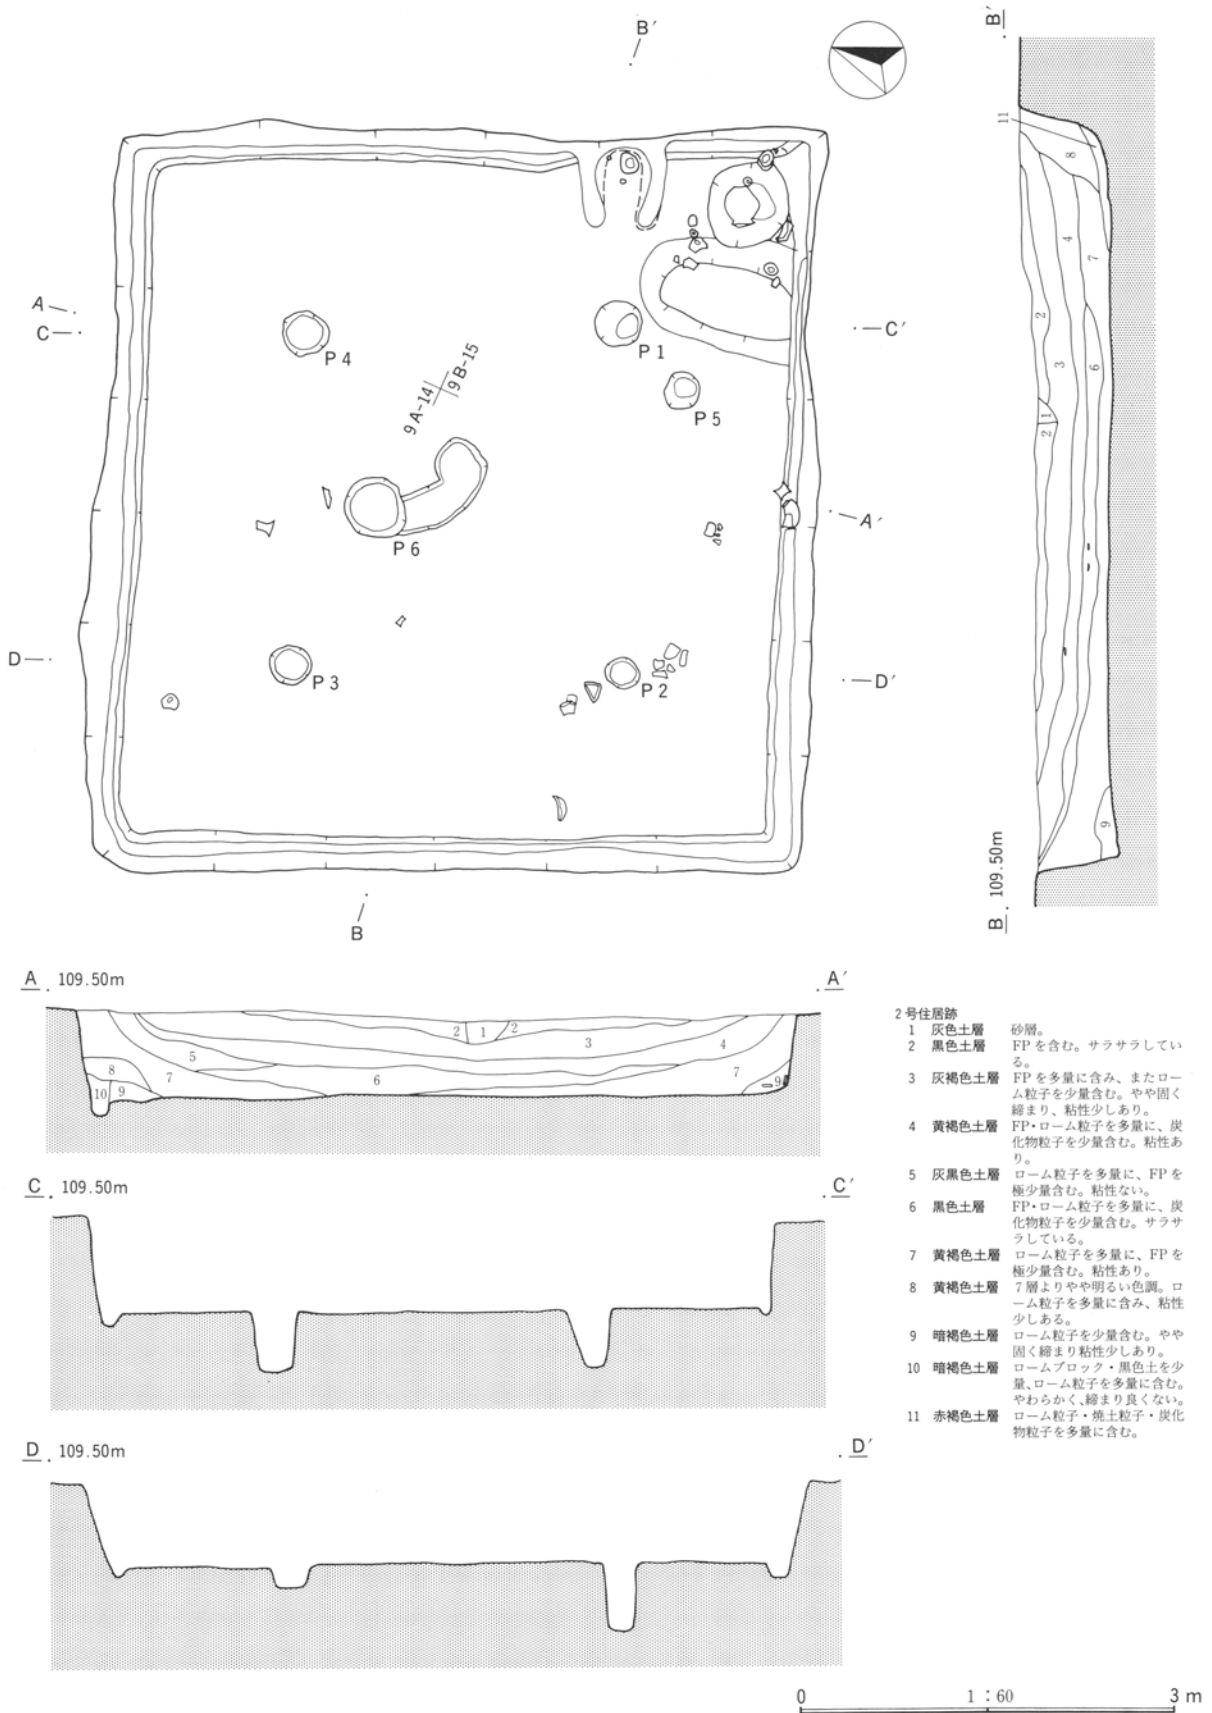 B′
B′
11
8
4
7
2
3
6
1
2
9
B 109.50m
A
C
P 4
P 1
C′
9 A-14
9 B-15
P 5
A′
P 6
D
P 3
P 2
D′
B
A 109.50m
A′
2 1 2
3
4
5
6
7
7
8
9
10 9
C 109.50m
C′
D 109.50m
D′
2号住居跡
1 灰色土層 砂層。
2 黒色土層 FPを含む。サラサラしてい
る。
3 灰褐色土層 FPを多量に含み、またロー
ム粒子を少量含む。やや固く
締まり、粘性少しあり。
4 黄褐色土層 FP・ローム粒子を多量に、炭
化物粒子を少量含む。粘性あ
り。
5 灰黒色土層 ローム粒子を多量に、FPを
極少量含む。粘性ない。
6 黒色土層 FP・ローム粒子を多量に、炭
化物粒子を少量含む。サラサ
ラしている。
7 黄褐色土層 ローム粒子を多量に、FPを
極少量含む。粘性あり。
8 黄褐色土層 7層よりやや明るい色調。ロ
ーム粒子を多量に含み、粘性
少しある。
9 暗褐色土層 ローム粒子を少量含む。やや
固く締まり粘性少しあり。
10 暗褐色土層 ロームブロック・黒色土を少
量、ローム粒子を多量に含む。
やわらかく、締まり良くない。
11 赤褐色土層 ローム粒子・焼土粒子・炭化
物粒子を多量に含む。
0 1：60 3 m